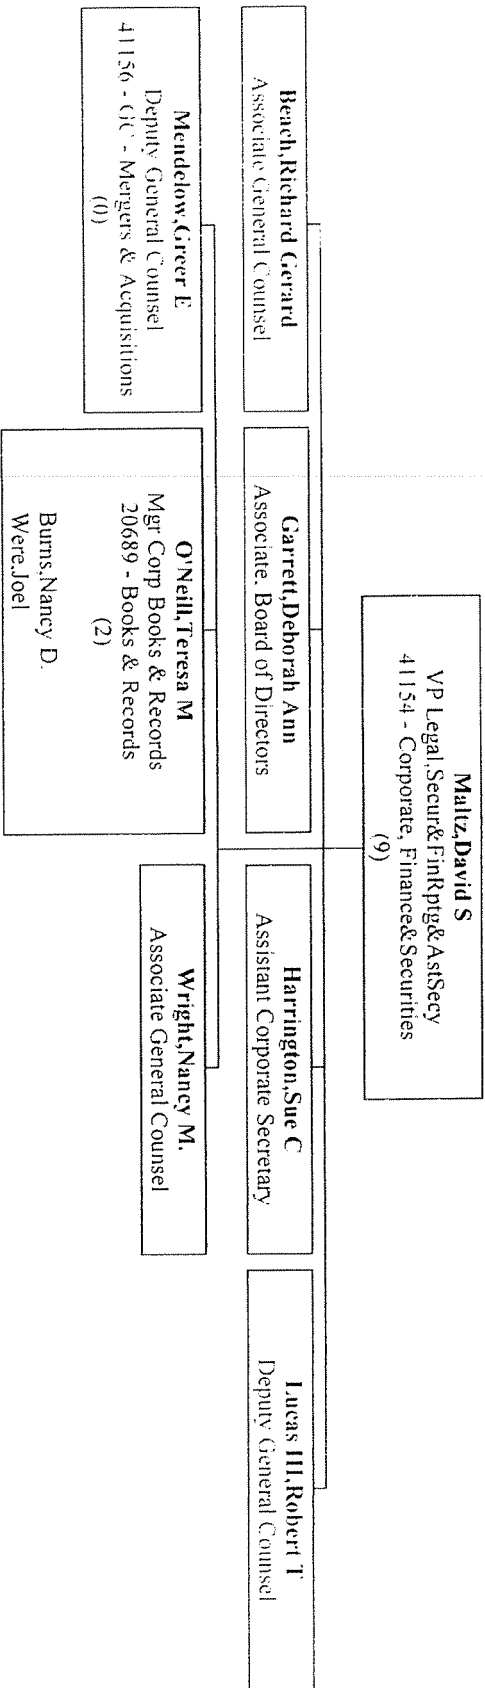 Maltz,David S
VP Legal,Secur&FinRptg&AstSecy
41154 - Corporate, Finance&Securities
(9)
Beach,Richard Gerard
Associate General Counsel
Garrett,Deborah Ann
Associate. Board of Directors
Harrington,Sue C
Assistant Corporate Secretary
Lucas III,Robert T
Deputy General Counsel
Mendelow,Greer E
Deputy General Counsel
41156 - GC - Mergers & Acquisitions
(0)
O'Neill,Teresa M
Mgr Corp Books & Records
20689 - Books & Records
(2)
Burns,Nancy D.
Were,Joel
Wright,Nancy M.
Associate General Counsel